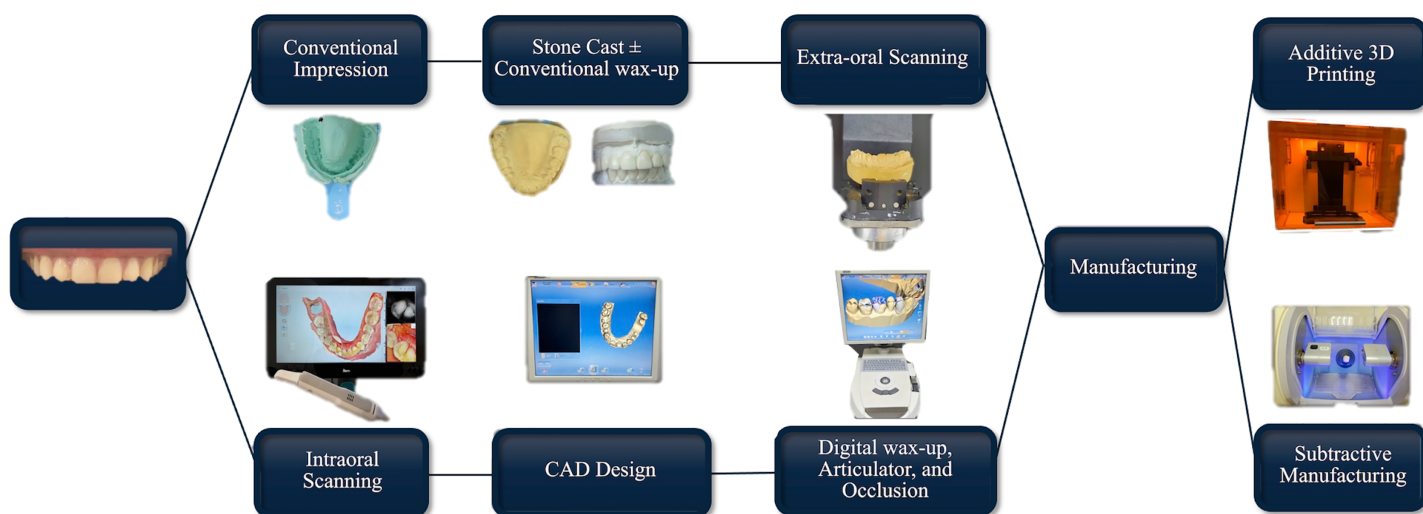 Conventional
Impression
Stone Cast ±
Conventional wax-up
Extra-oral Scanning
Additive 3D
Printing
Manufacturing
Intraoral
Scanning
CAD Design
Digital wax-up,
Articulator, and
Occlusion
Subtractive
Manufacturing